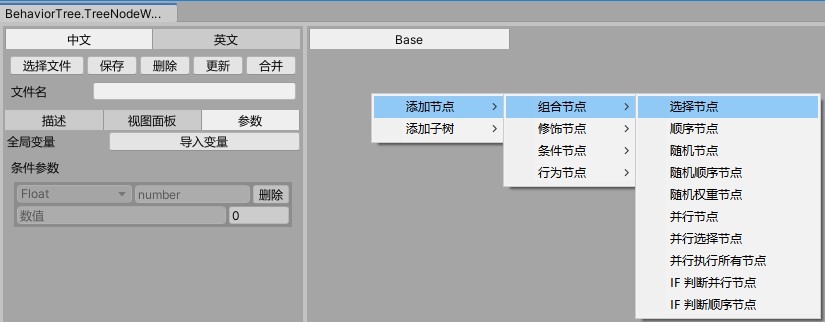 BehaviorTree.TreeNodeW...
中文 英文
选择文件 保存 删除 更新 合并
文件名
描述 视图面板 参数
全局变量 导入变量
条件参数
Float number 删除
数值 0
Base
添加节点
添加子树
组合节点
修饰节点
条件节点
行为节点
选择节点
顺序节点
随机节点
随机顺序节点
随机权重节点
并行节点
并行选择节点
并行执行所有节点
IF 判断并行节点
IF 判断顺序节点